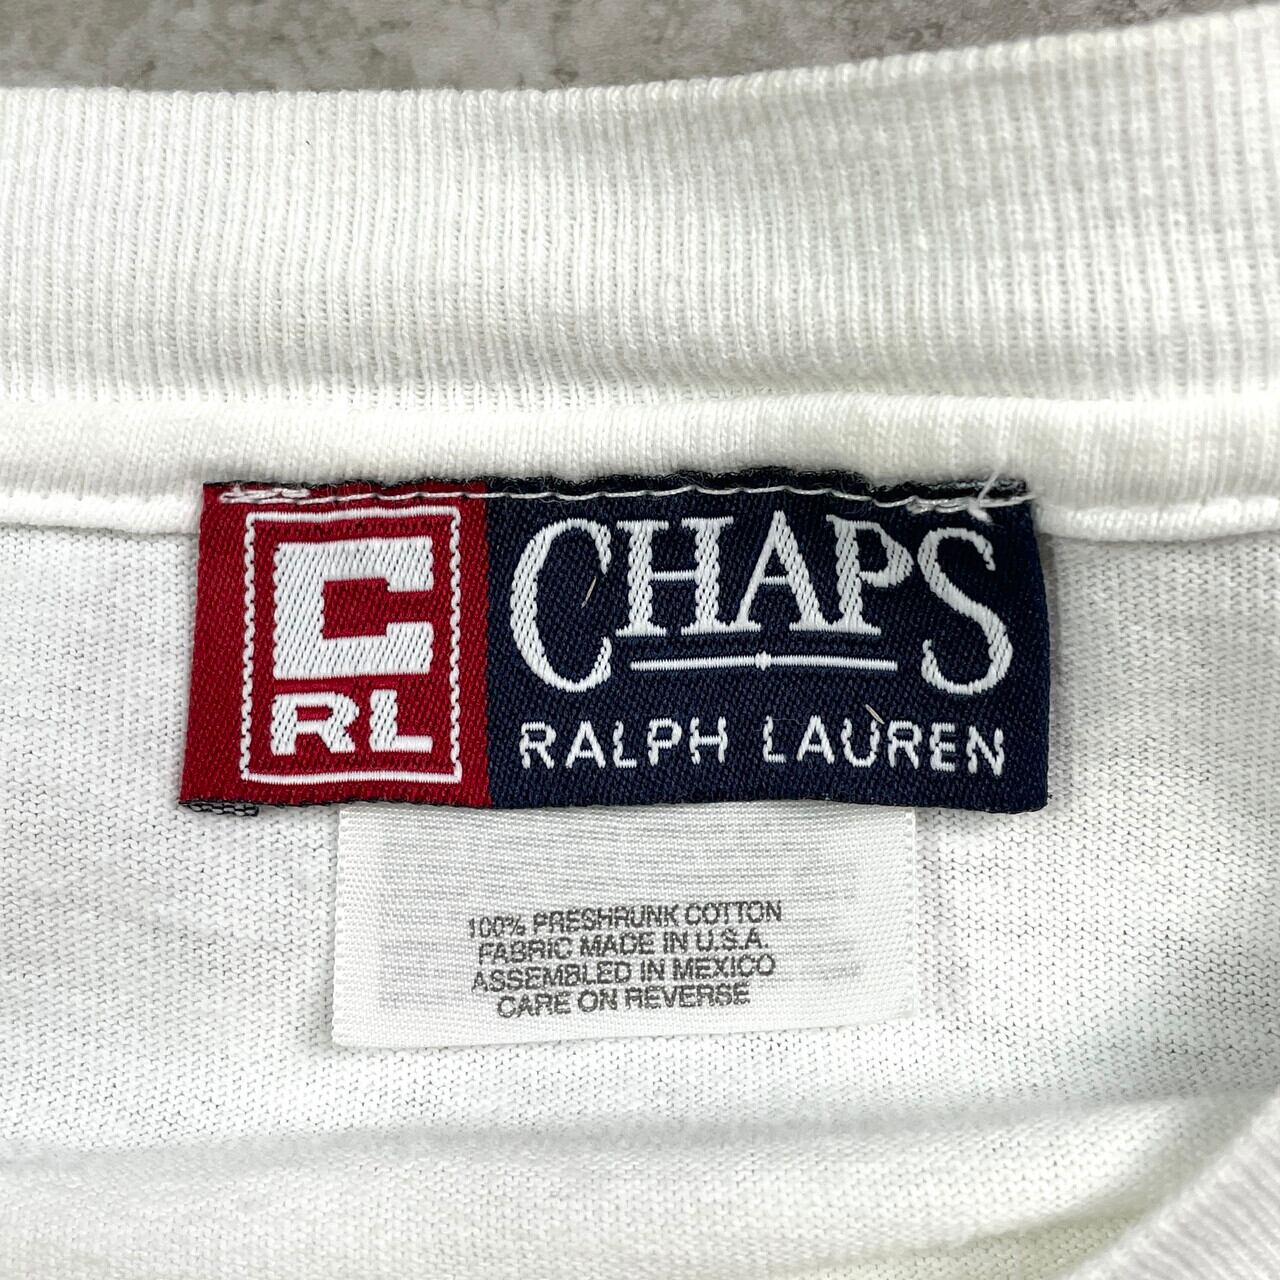 C
RL
CHAPS
RALPH LAUREN
100% PRESHRUNK COTTON
FABRIC MADE IN U.S.A.
ASSEMBLED IN MEXICO
CARE ON REVERSE